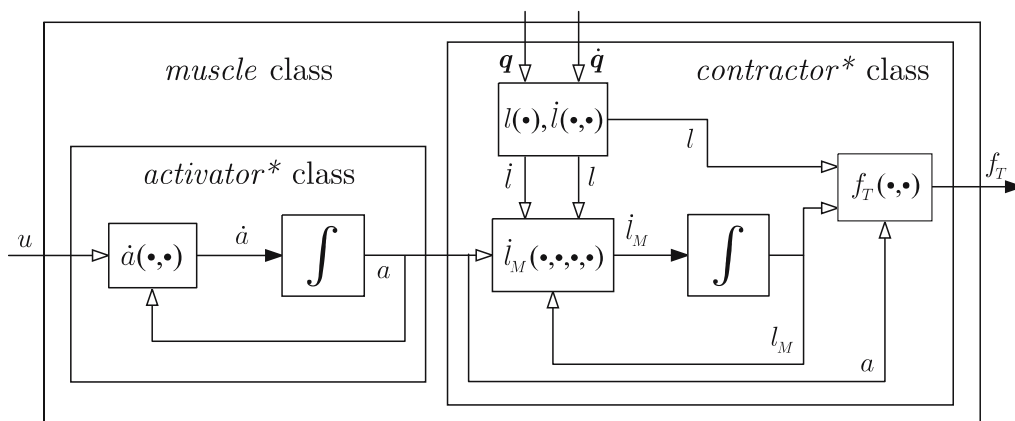 muscle class
contractor* class
q q̇
l(•), l̇(•,•)
l
activator* class
l̇ l
f_T(•,•)
f_T
u
ȧ(•,•)
ȧ
∫
a
l̇_M(•,•,•,•)
l̇_M
∫
l_M
a